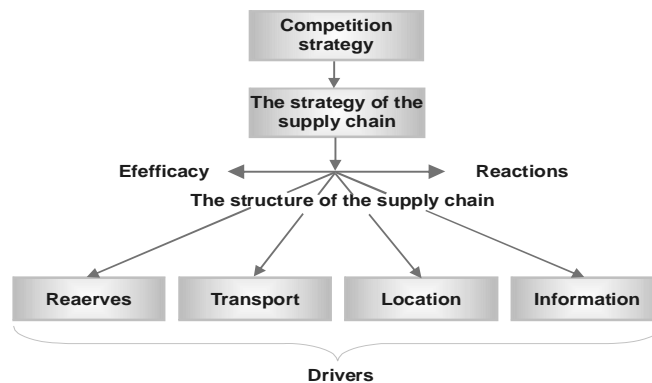 Competition
strategy
The strategy of the
supply chain
Efefficacy
Reactions
The structure of the supply chain
Reaerves
Transport
Location
Information
Drivers